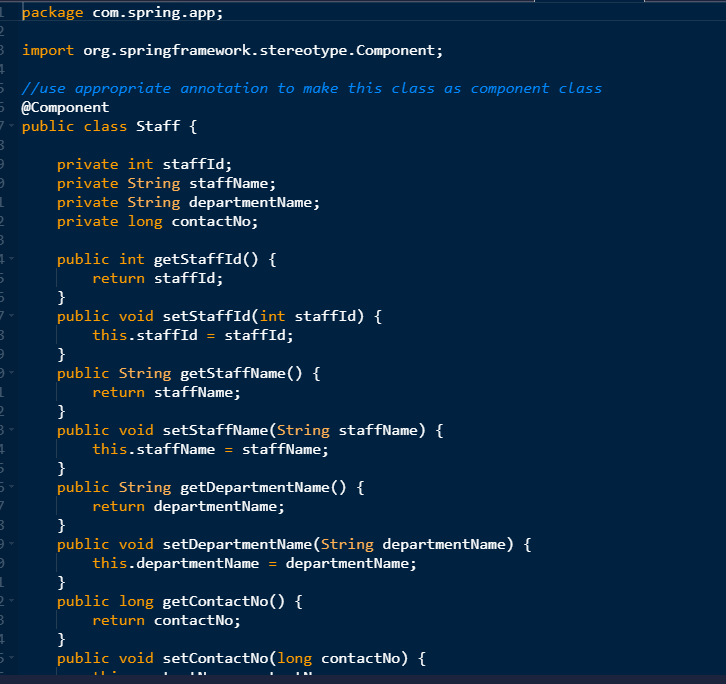 package com.spring.app;
import org.springframework.stereotype.Component;
//use appropriate annotation to make this class as component class
@Component
public class Staff {
private int staffId;
private String staffName;
private String departmentName;
private long contactNo;
public int getStaffId() {
return staffId;
}
public void setStaffId(int staffId) {
this.staffId = staffId;
}
public String getStaffName() {
return staffName;
}
public void setStaffName(String staffName) {
this.staffName = staffName;
}
public String getDepartmentName() {
return departmentName;
}
public void setDepartmentName(String departmentName) {
this.departmentName = departmentName;
}
public long getContactNo() {
return contactNo;
}
public void setContactNo(long contactNo) {